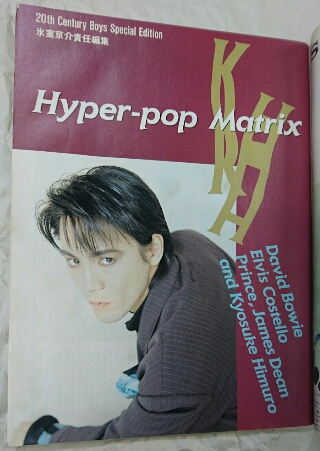 20th Century Boys Special Edition
氷室京介責任編集
Hyper-pop Matrix
David Bowie
Elvis Costello
Prince, James Dean
and Kyosuke Himuro